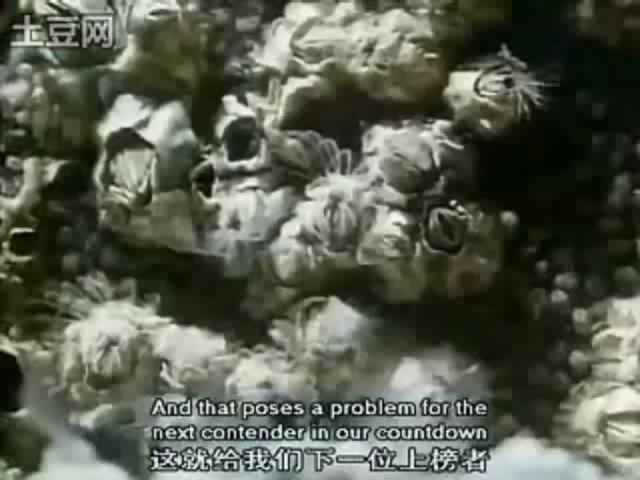 土豆网
And that poses a problem for the
next contender in our countdown
这就给我们下一位上榜者